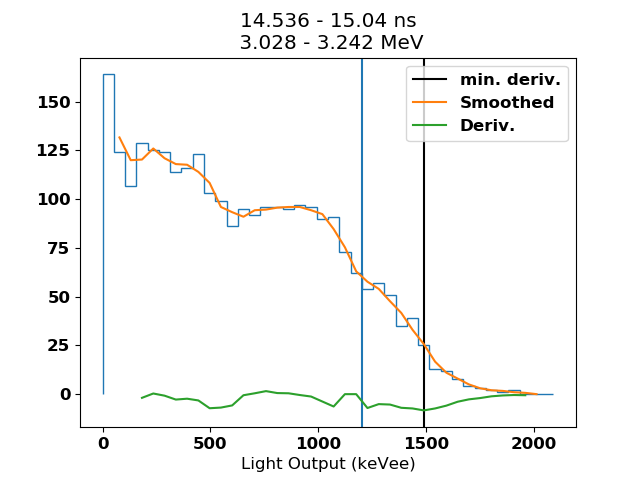 14.536 - 15.04 ns
3.028 - 3.242 MeV
min. deriv.
Smoothed
Deriv.
150
125
100
75
50
25
0
0 500 1000 1500 2000
Light Output (keVee)